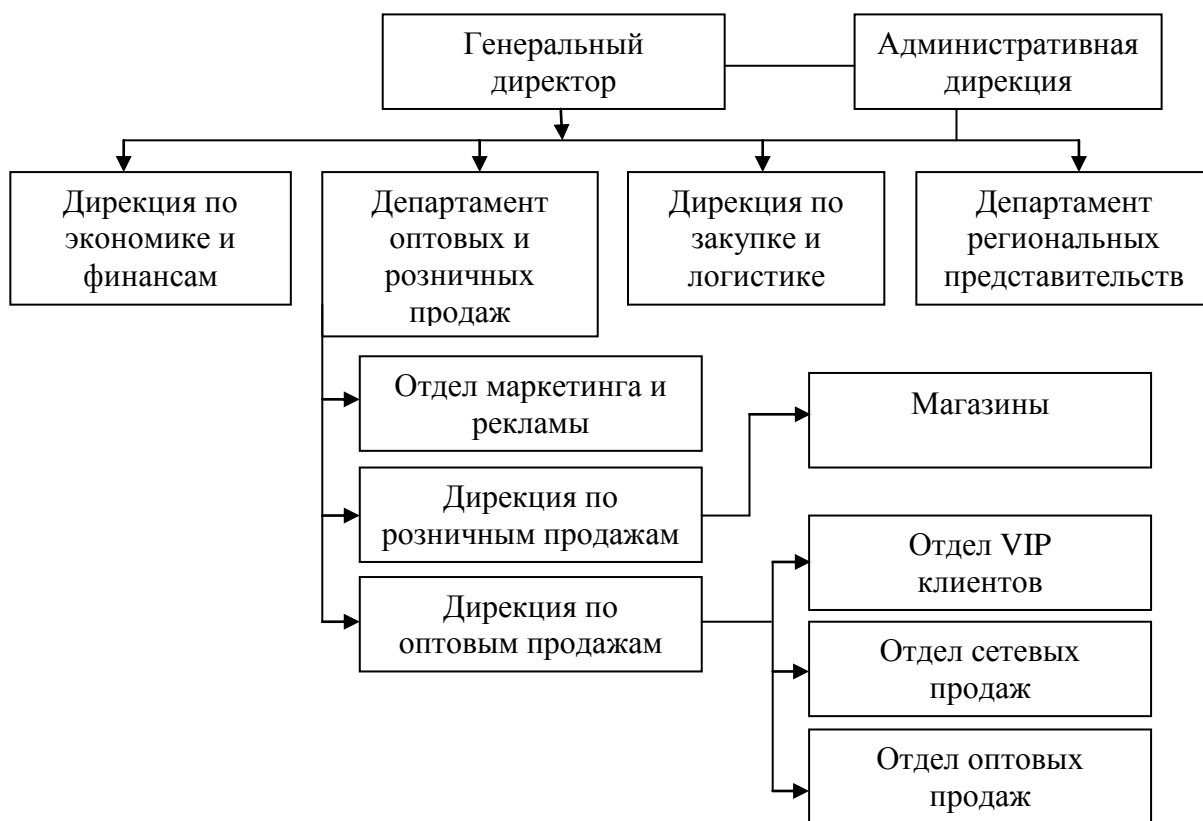 Генеральный
директор
Административная
дирекция
Дирекция по
экономике и
финансам
Департамент
оптовых и
розничных
продаж
Дирекция по
закупке и
логистике
Департамент
региональных
представительств
Отдел маркетинга и
рекламы
Магазины
Дирекция по
розничным продажам
Отдел VIP
клиентов
Дирекция по
оптовым продажам
Отдел сетевых
продаж
Отдел оптовых
продаж